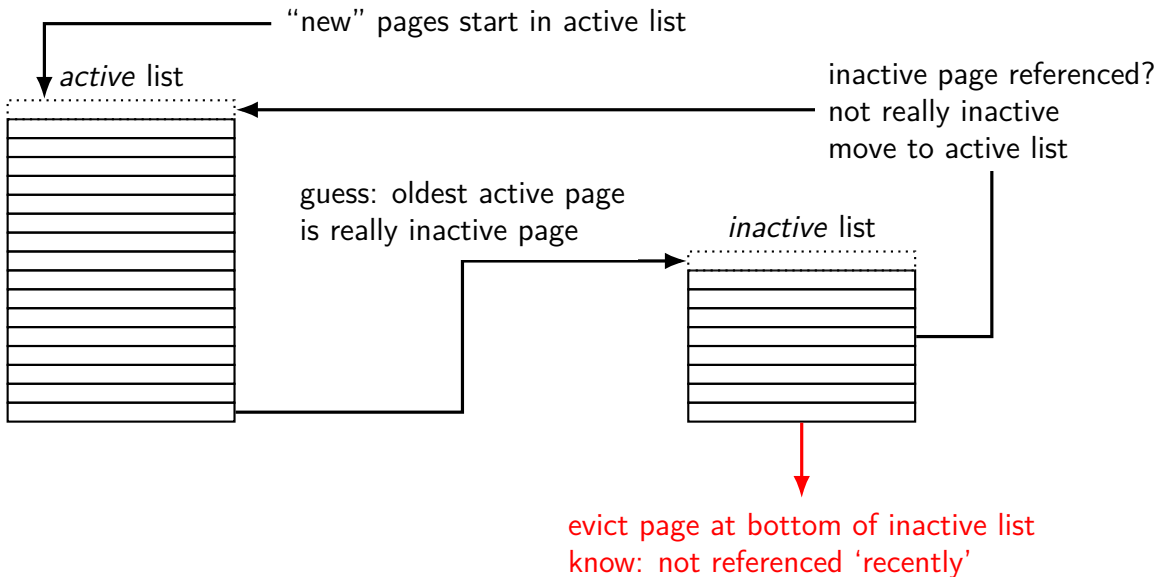 “new” pages start in active list
active list
inactive page referenced?
not really inactive
move to active list
guess: oldest active page
is really inactive page
inactive list
evict page at bottom of inactive list
know: not referenced ‘recently’